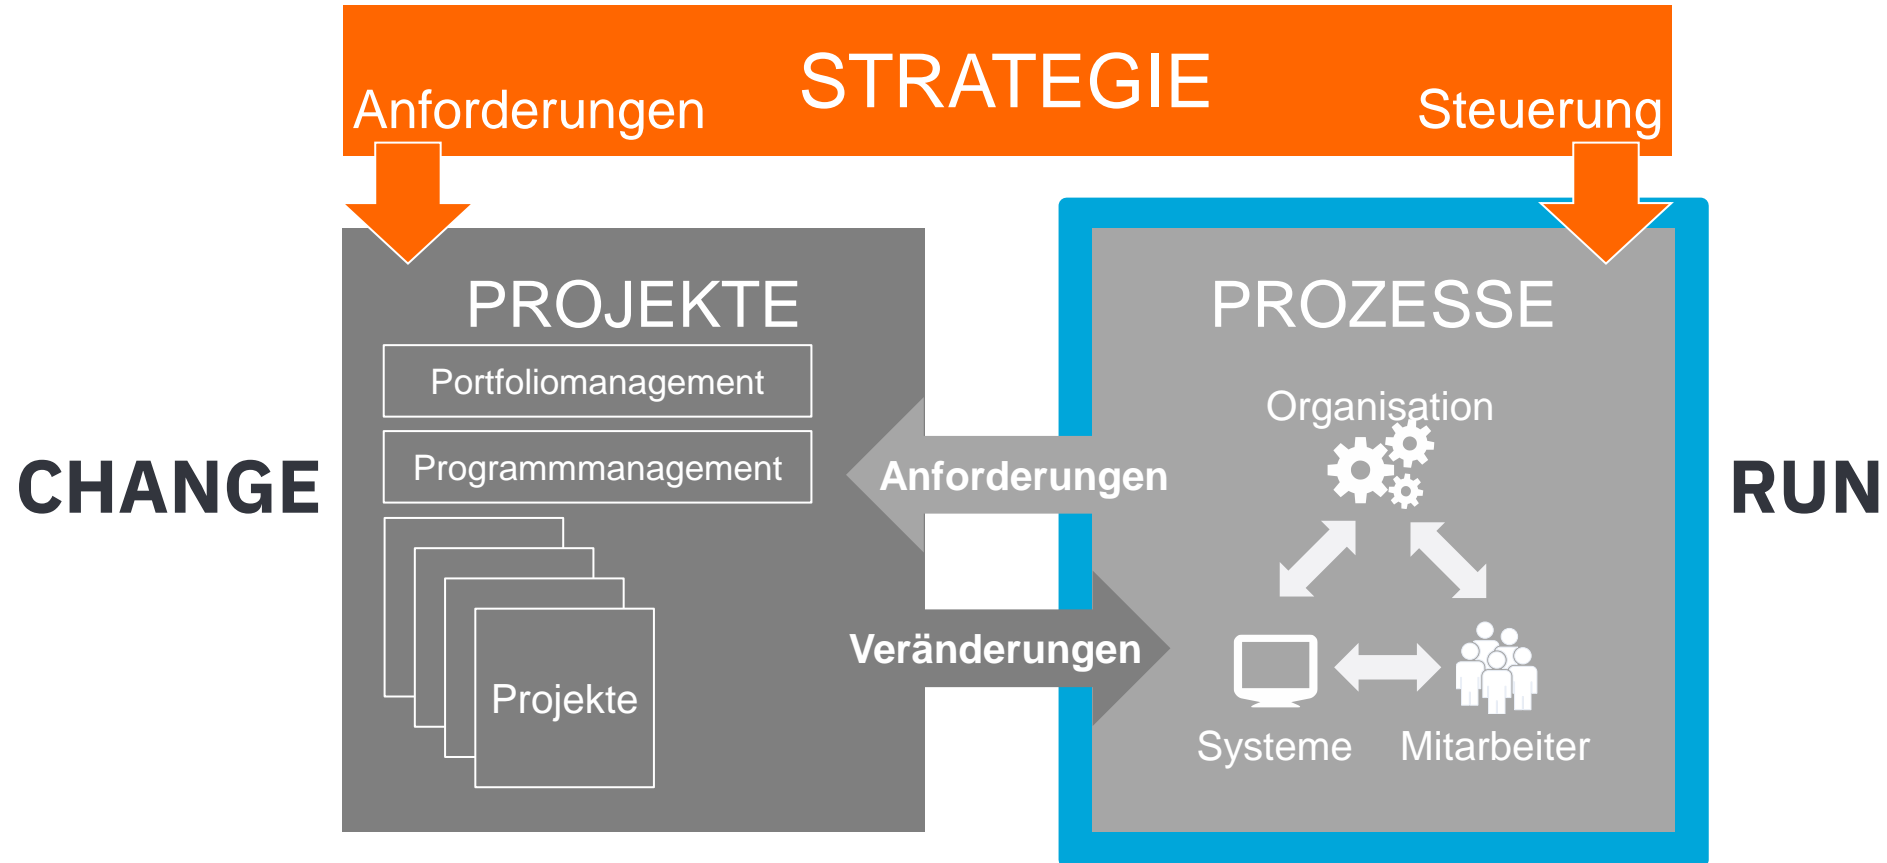 STRATEGIE
Anforderungen
Steuerung
PROJEKTE
Portfoliomanagement
Programmmanagement
Projekte
CHANGE
Anforderungen
Veränderungen
PROZESSE
Organisation
Systeme
Mitarbeiter
RUN